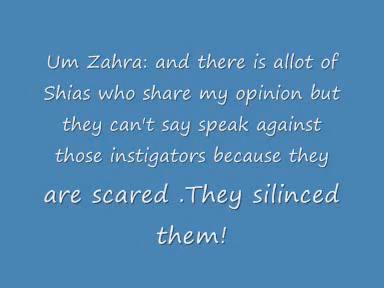 Um Zahra: and there is allot of
Shias who share my opinion but
they can't say speak against
those instigators because they
are scared .They silinced
them!